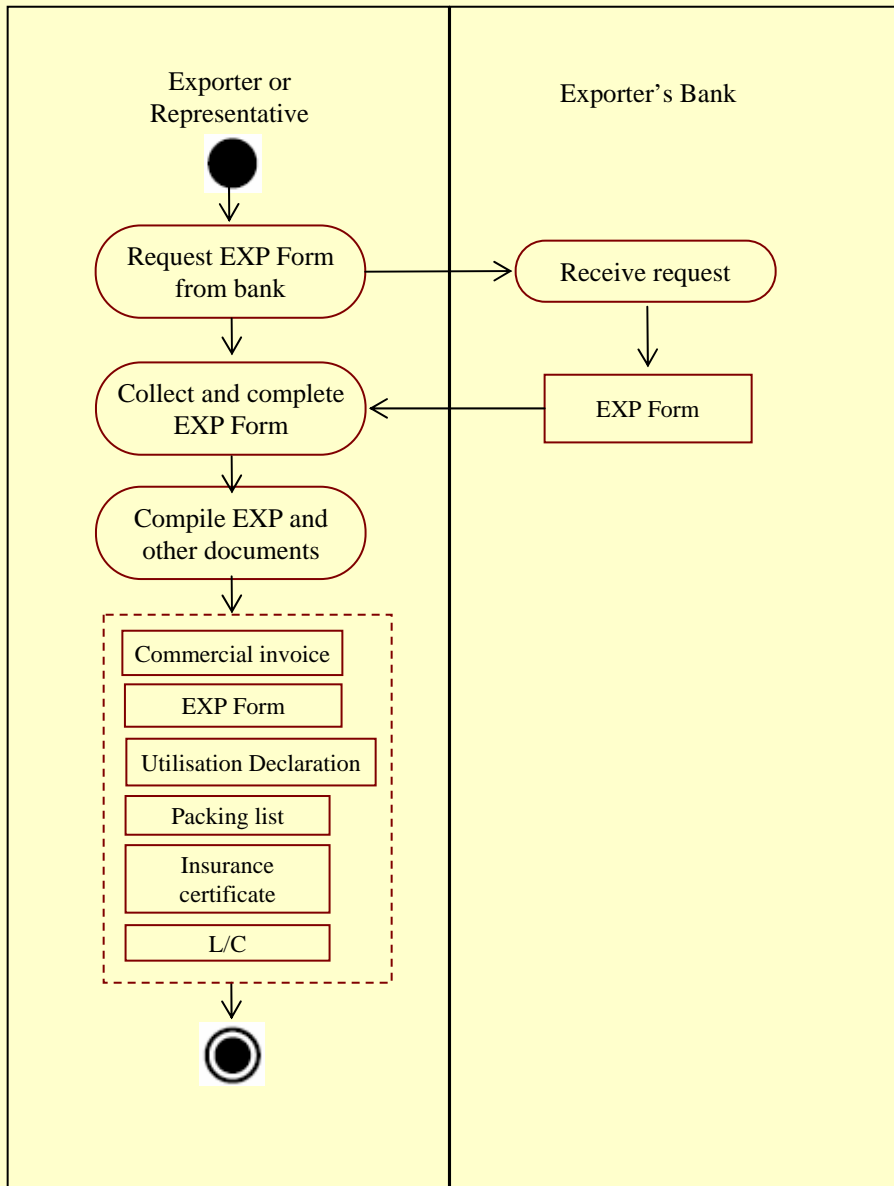 Exporter or
Representative
Exporter’s Bank
Request EXP Form
from bank
Receive request
Collect and complete
EXP Form
EXP Form
Compile EXP and
other documents
Commercial invoice
EXP Form
Utilisation Declaration
Packing list
Insurance
certificate
L/C